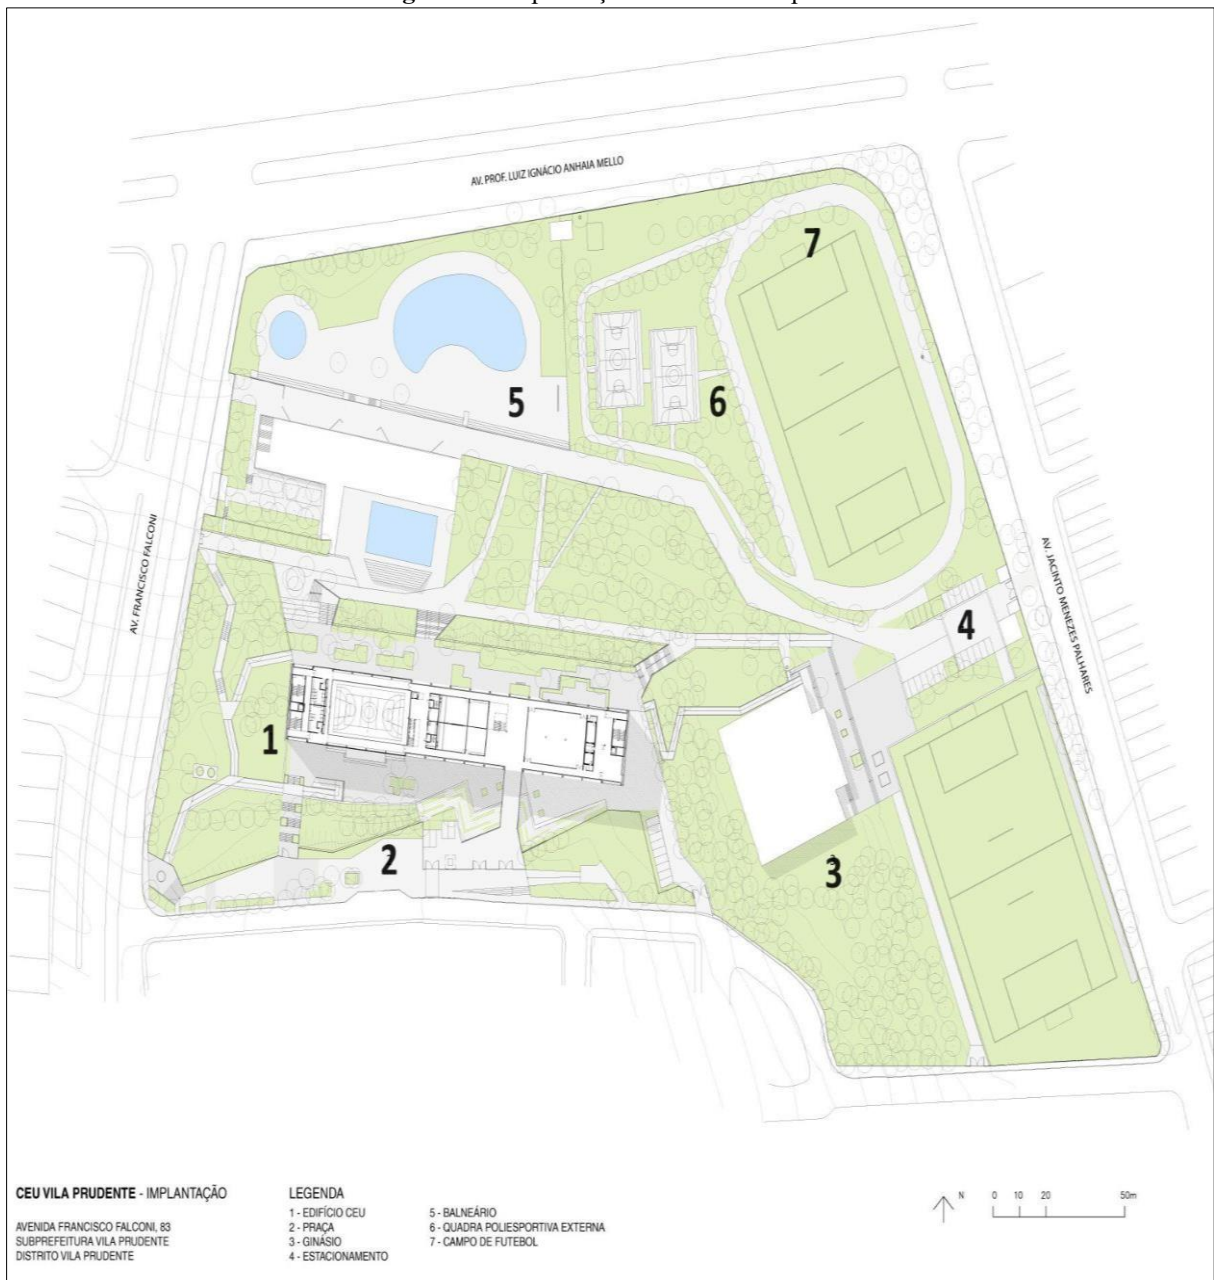 AV. PROF. LUIZ IGNÁCIO ANHAIA MELLO
7
5
6
AV. FRANCISCO FALCONI
4
AV. JACINTO MENEZES PALHARES
1
2
3
CEU VILA PRUDENTE - IMPLANTAÇÃO
AVENIDA FRANCISCO FALCONI, 83
SUBPREFEITURA VILA PRUDENTE
DISTRITO VILA PRUDENTE
LEGENDA
1 - EDIFÍCIO CEU
2 - PRAÇA
3 - GINÁSIO
4 - ESTACIONAMENTO
5 - BALNEÁRIO
6 - QUADRA POLIESPORTIVA EXTERNA
7 - CAMPO DE FUTEBOL
N 0 10 20 50m